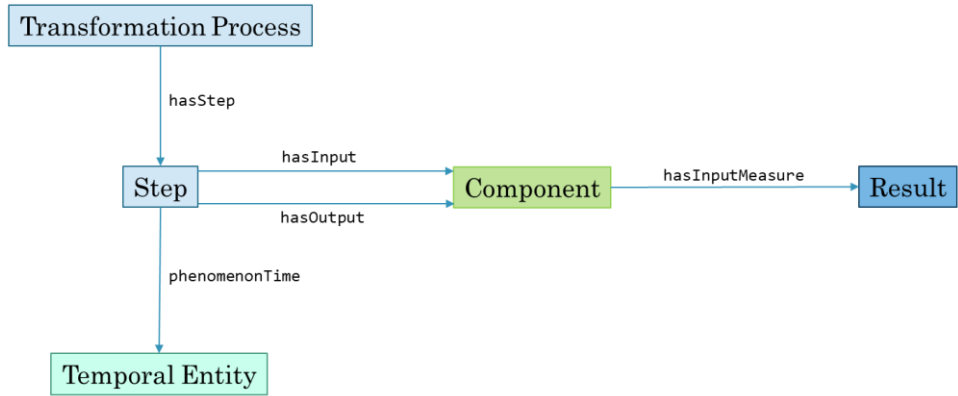 Transformation Process
hasStep
hasInput
hasInputMeasure
Step
Component
Result
hasOutput
phenomenonTime
Temporal Entity